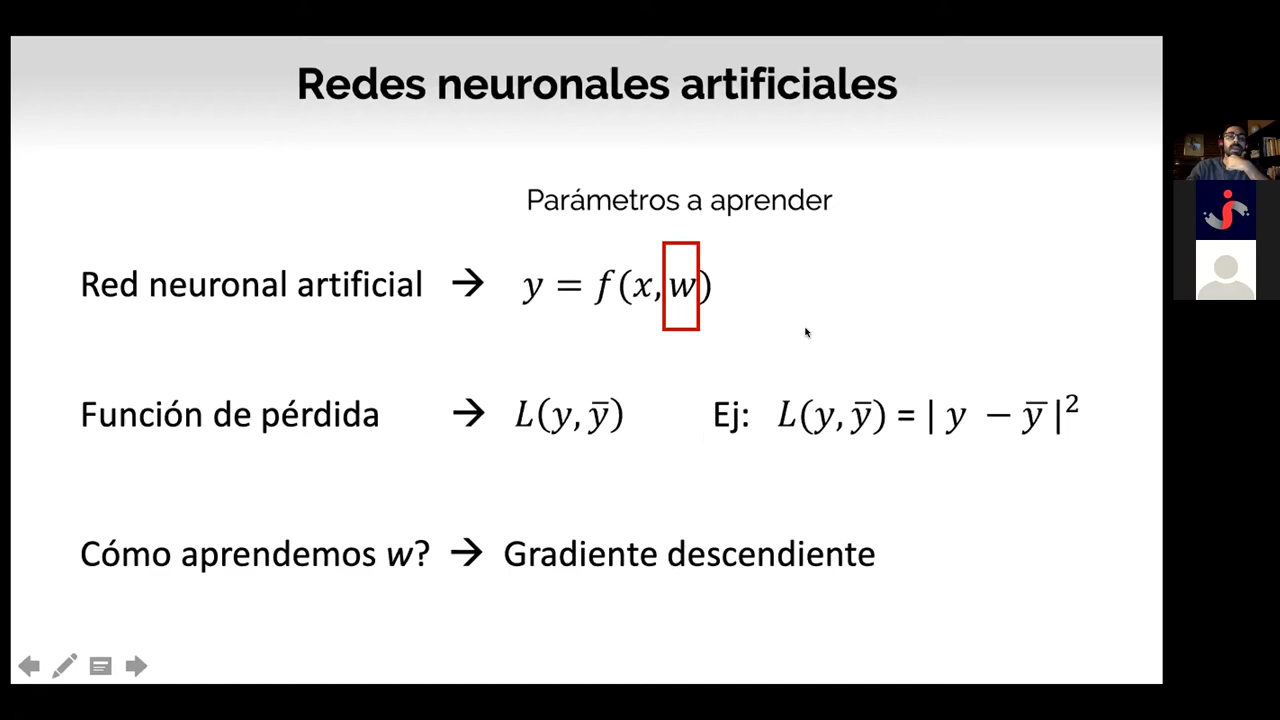 Redes neuronales artificiales
Parámetros a aprender
Red neuronal artificial → y = f(x, w)
Función de pérdida → L(y, ȳ) Ej: L(y, ȳ) = | y − ȳ |²
Cómo aprendemos w? → Gradiente descendiente